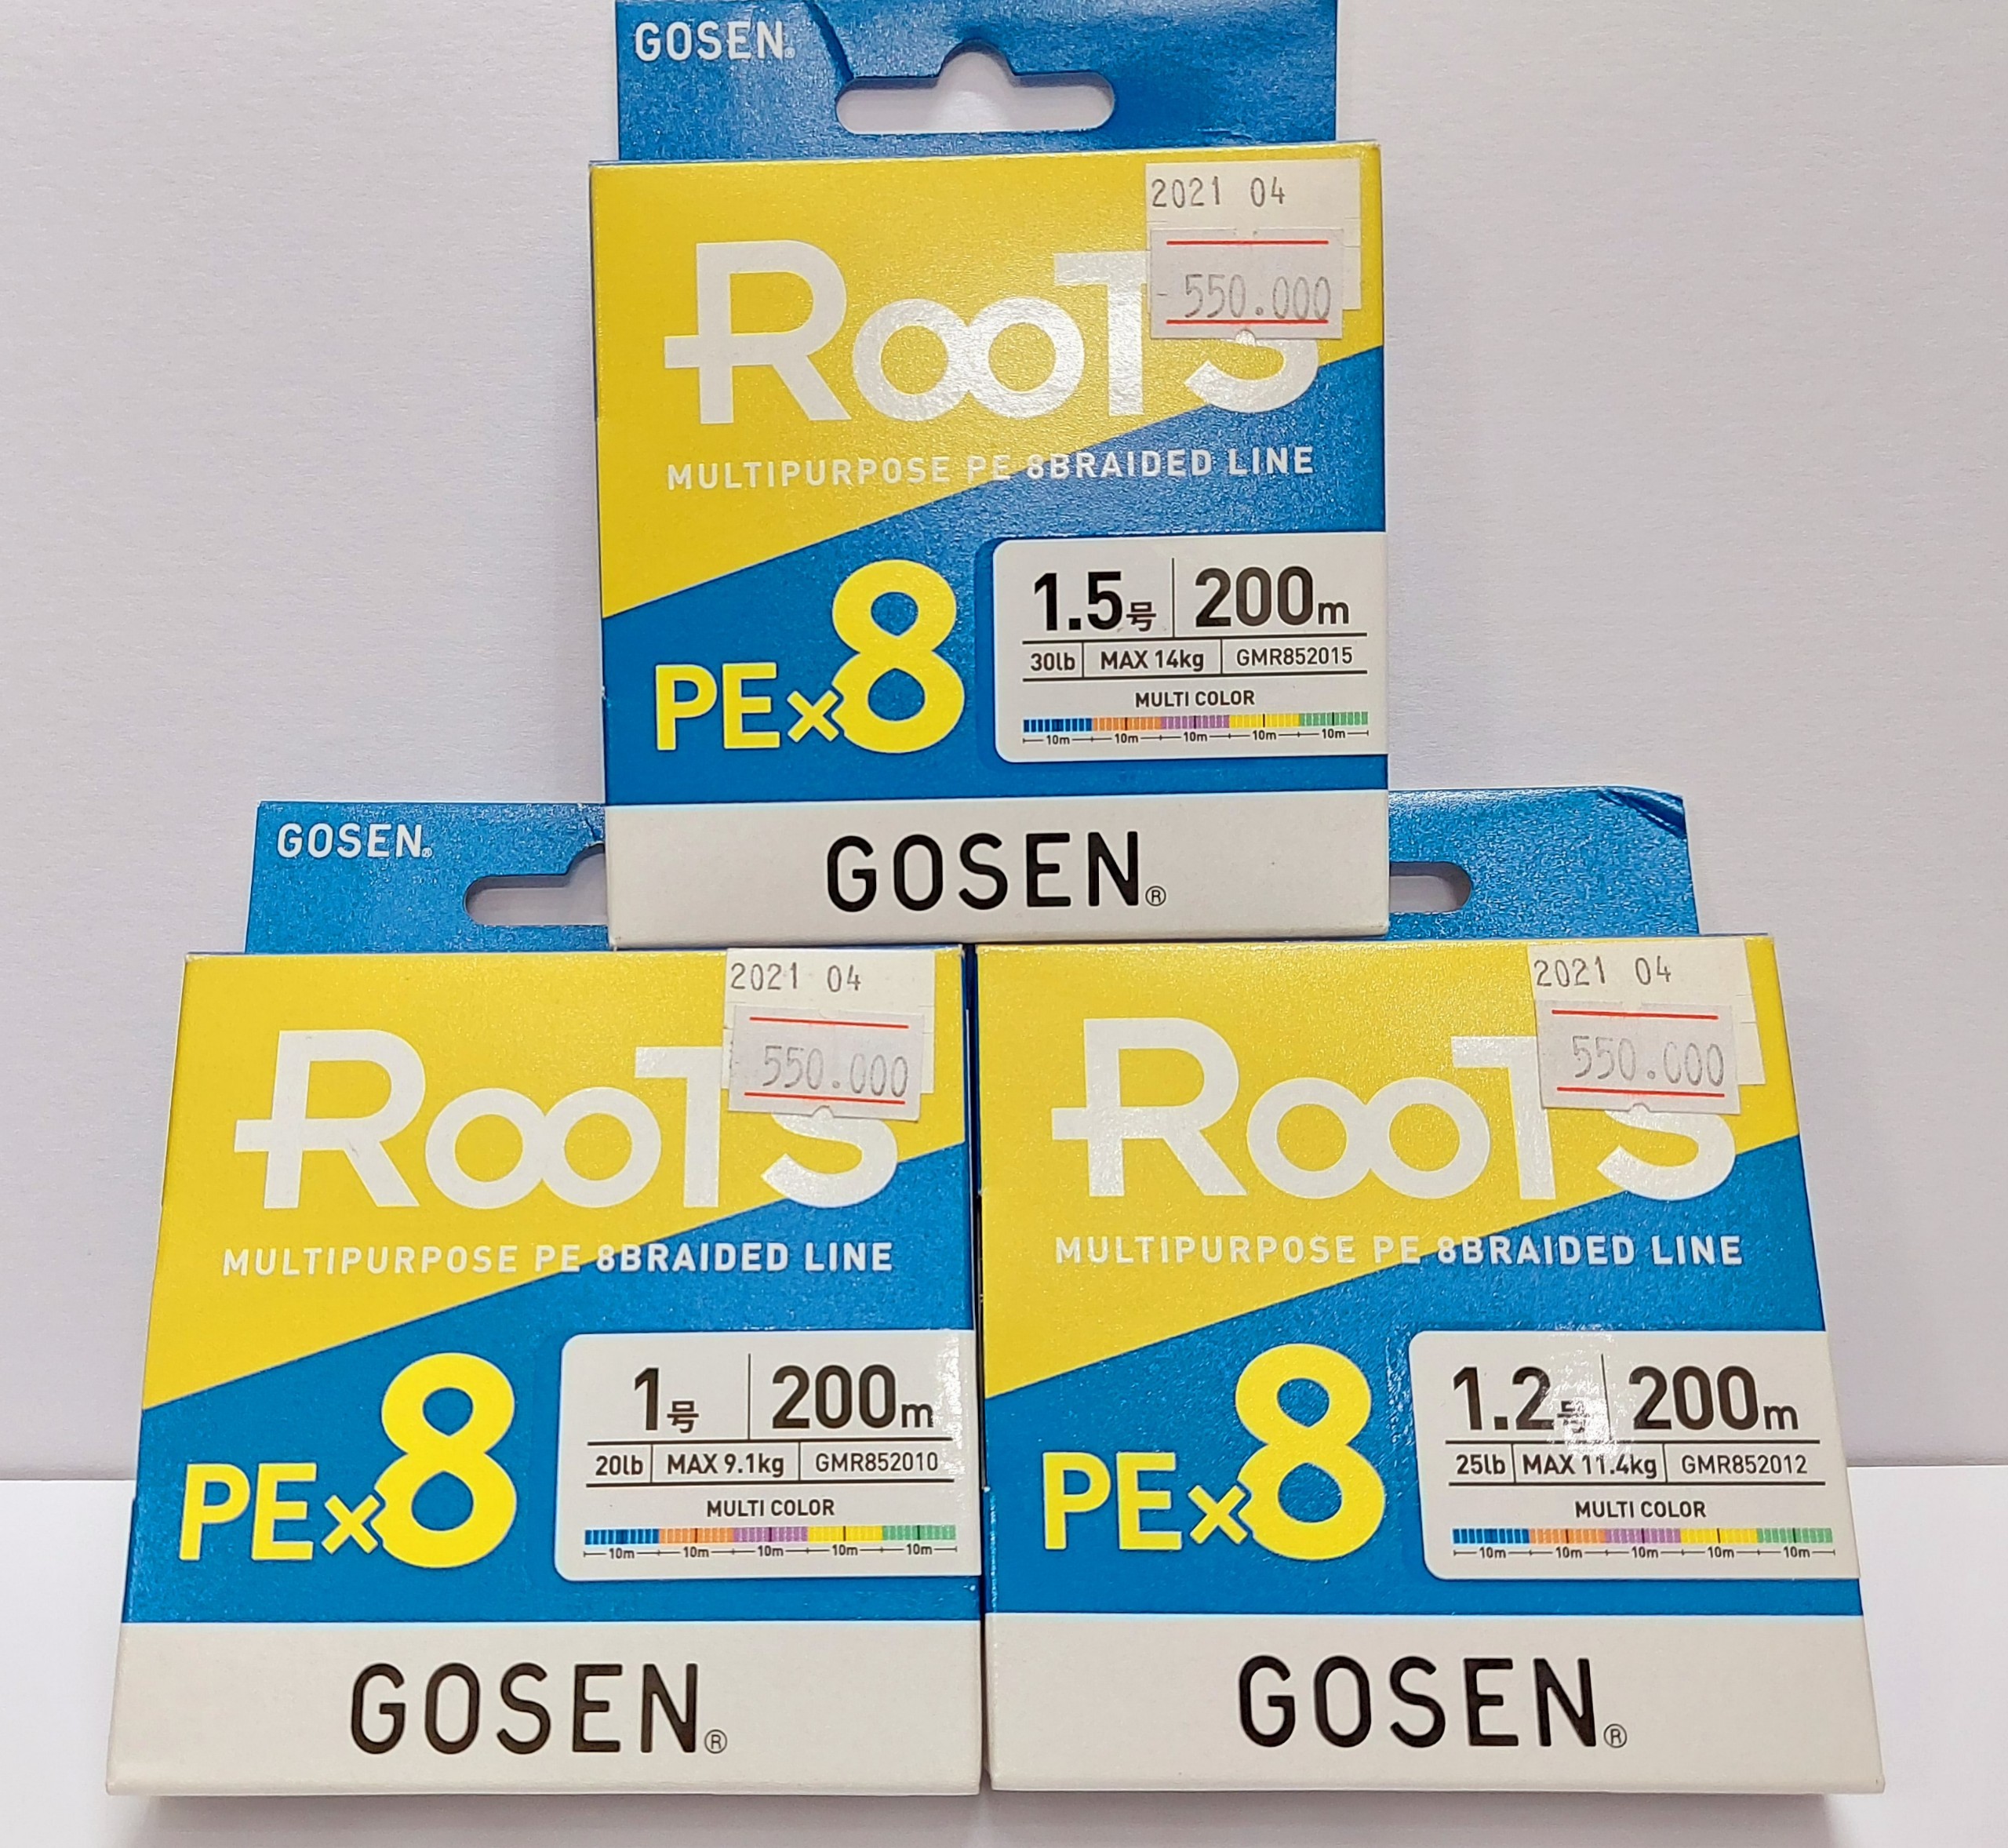 GOSEN®
2021 04
- 550.000
RooTS
MULTIPURPOSE PE 8BRAIDED LINE
PE×8
1.5号 200m
30lb MAX 14kg GMR852015
MULTI COLOR
10m 10m 10m 10m 10m
GOSEN®
GOSEN®
2021 04
550.000
RooTS
MULTIPURPOSE PE 8BRAIDED LINE
PE×8
1号 200m
20lb MAX 9.1kg GMR852010
MULTI COLOR
10m 10m 10m 10m 10m
GOSEN®
2021 04
550.000
RooTS
MULTIPURPOSE PE 8BRAIDED LINE
PE×8
1.2号 200m
25lb MAX 11.4kg GMR852012
MULTI COLOR
10m 10m 10m 10m 10m
GOSEN®